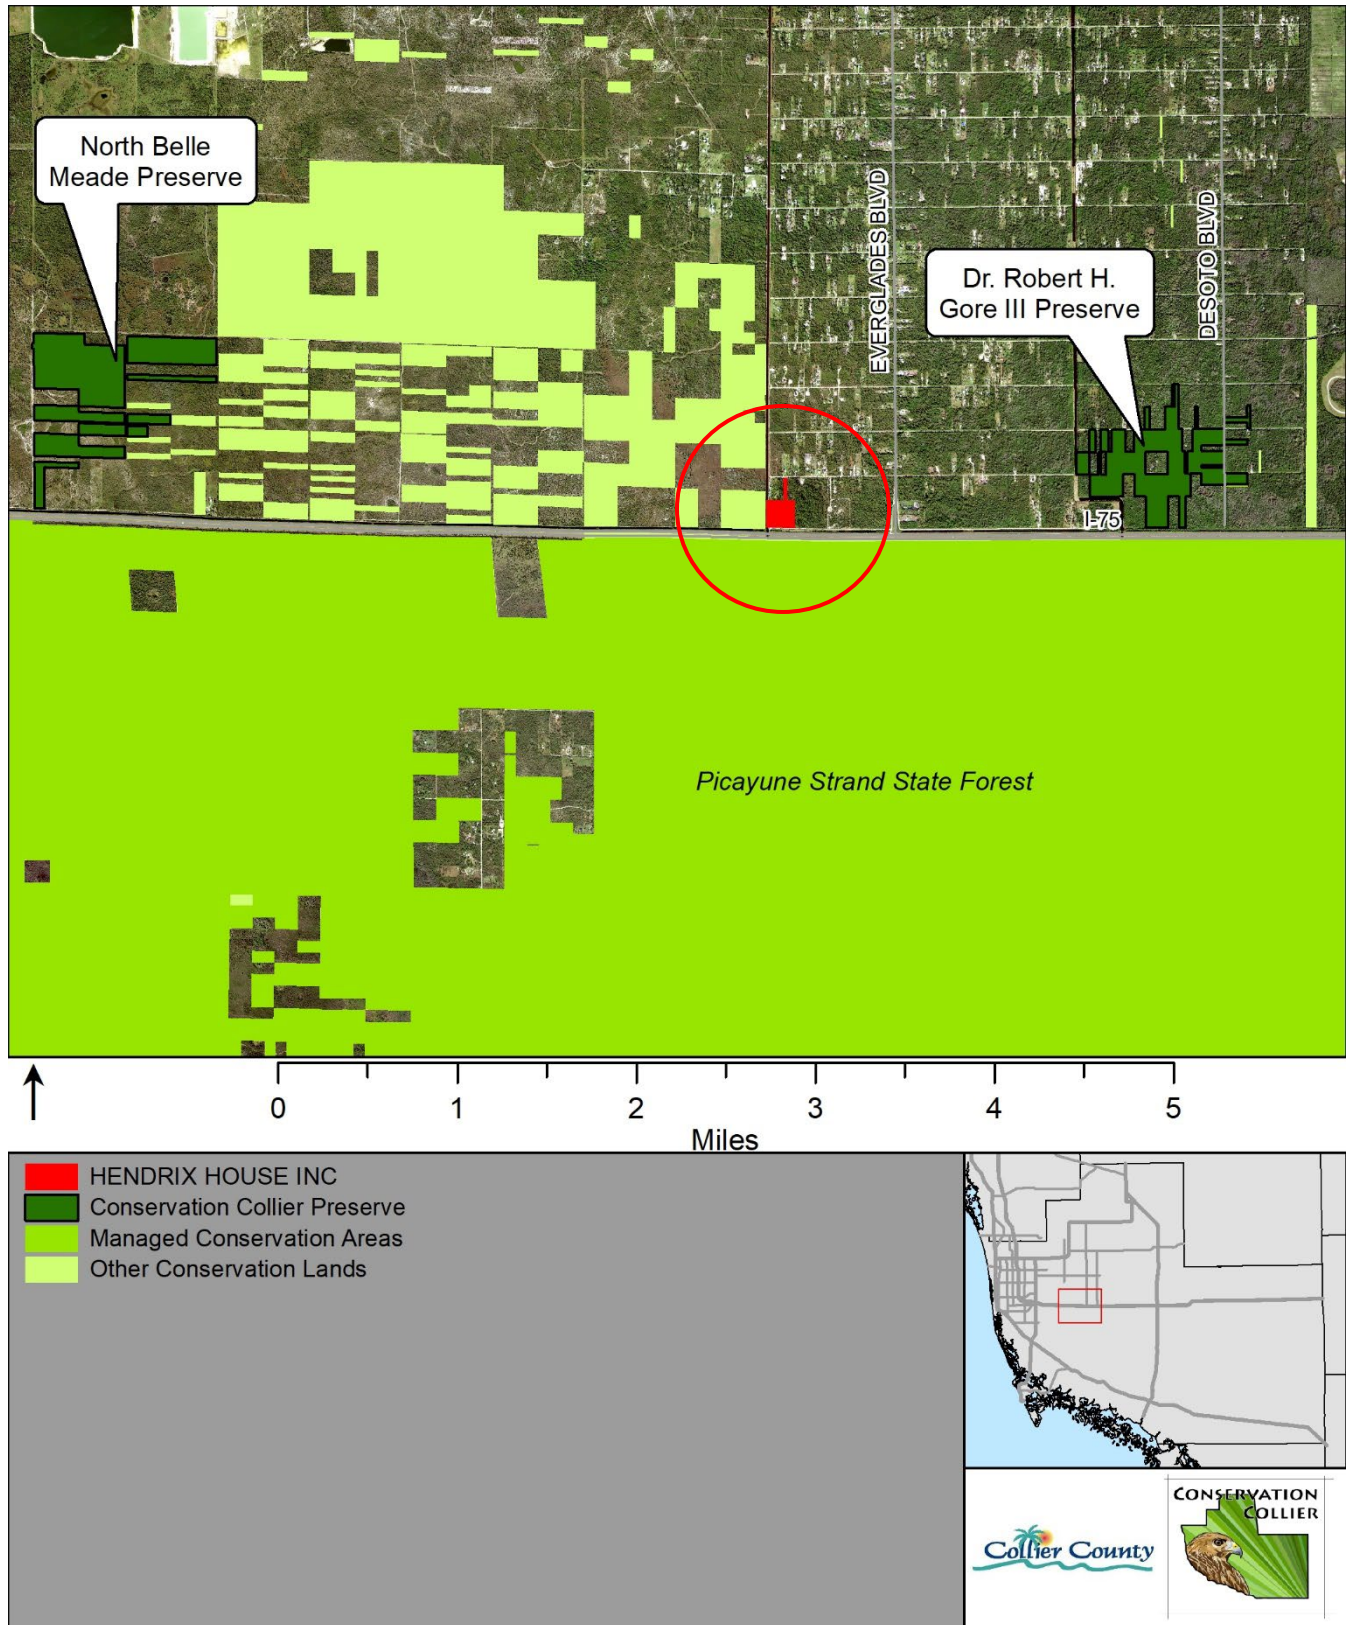 North Belle
Meade Preserve
EVERGLADES BLVD
DESOTO BLVD
Dr. Robert H.
Gore III Preserve
I-75
Picayune Strand State Forest
0 1 2 3 4 5
Miles
HENDRIX HOUSE INC
Conservation Collier Preserve
Managed Conservation Areas
Other Conservation Lands
Collier County
CONSERVATION
COLLIER